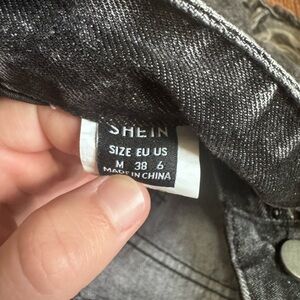 SHEIN
SIZE EU US
M 38 6
MADE IN CHINA